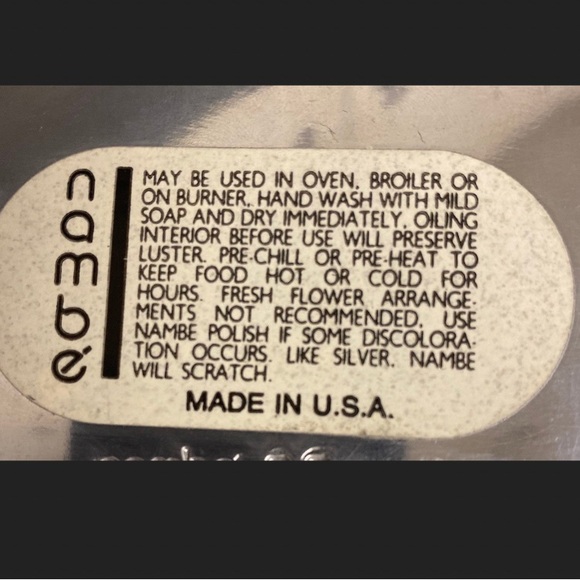 nambé
MAY BE USED IN OVEN, BROILER OR
ON BURNER, HAND WASH WITH MILD
SOAP AND DRY IMMEDIATELY, OILING
INTERIOR BEFORE USE WILL PRESERVE
LUSTER. PRE-CHILL OR PRE-HEAT TO
KEEP FOOD HOT OR COLD FOR
HOURS. FRESH FLOWER ARRANGE-
MENTS NOT RECOMMENDED. USE
NAMBE POLISH IF SOME DISCOLORA-
TION OCCURS. LIKE SILVER, NAMBE
WILL SCRATCH.
MADE IN U.S.A.